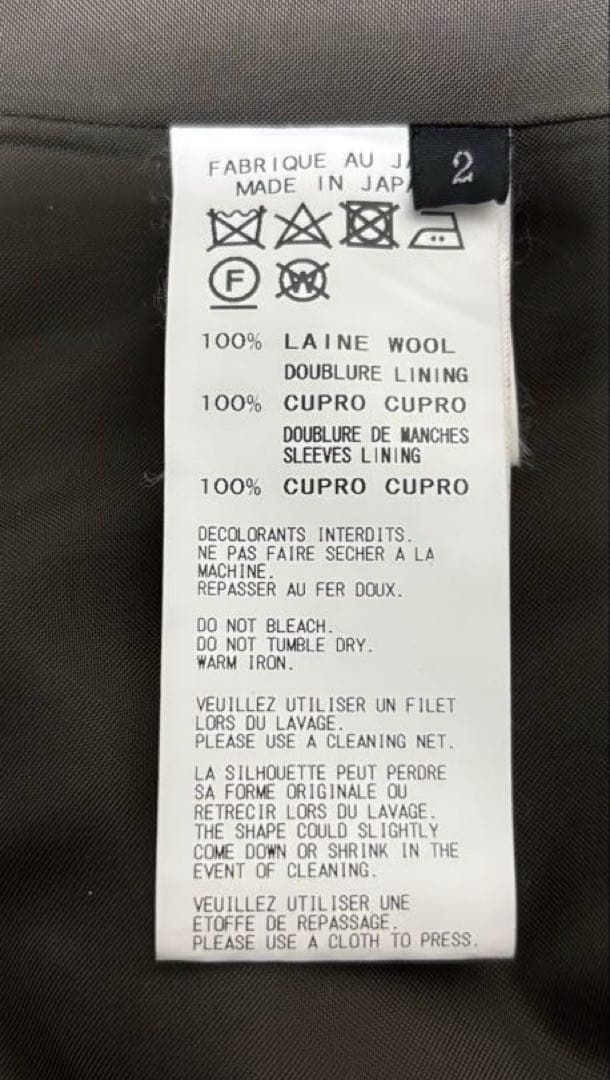 FABRIQUE AU
2
MADE IN
F
W
100% LAINE WOOL
DOUBLURE LINING
100% CUPRO CUPRO
DOUBLURE DE MANCHES
SLEEVES LINING
100% CUPRO CUPRO
DECOLORANTS INTERDITS.
NE PAS FAIRE SECHER A LA
MACHINE.
REPASSER AU FER DOUX.
DO NOT BLEACH.
DO NOT TUMBLE DRY.
WARM IRON.
VEUILLEZ UTILISER UN FILET
LORS DU LAVAGE.
PLEASE USE A CLEANING NET.
LA SILHOUETTE PEUT PERDRE
SA FORME ORIGINALE OU
RETRECIR LORS DU LAVAGE.
THE SHAPE COULD SLIGHTLY
COME DOWN OR SHRINK IN THE
EVENT OF CLEANING.
VEUILLEZ UTILISER UNE
ETOFFE DE REPASSAGE.
PLEASE USE A CLOTH TO PRESS.